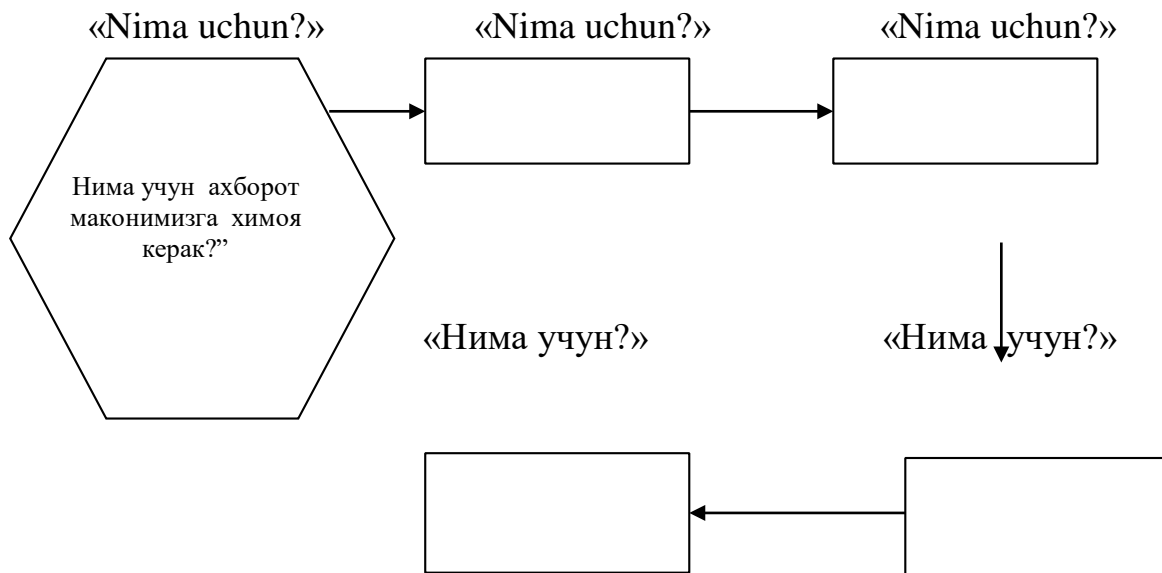 «Nima uchun?» «Nima uchun?» «Nima uchun?»
Нима учун ахборот
маконимизга химоя
керак?”
«Нима учун?» «Нима учун?»